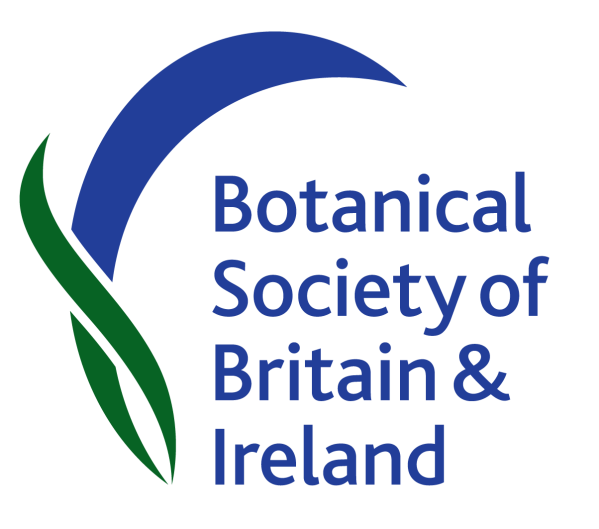 Botanical
Society of
Britain &
Ireland